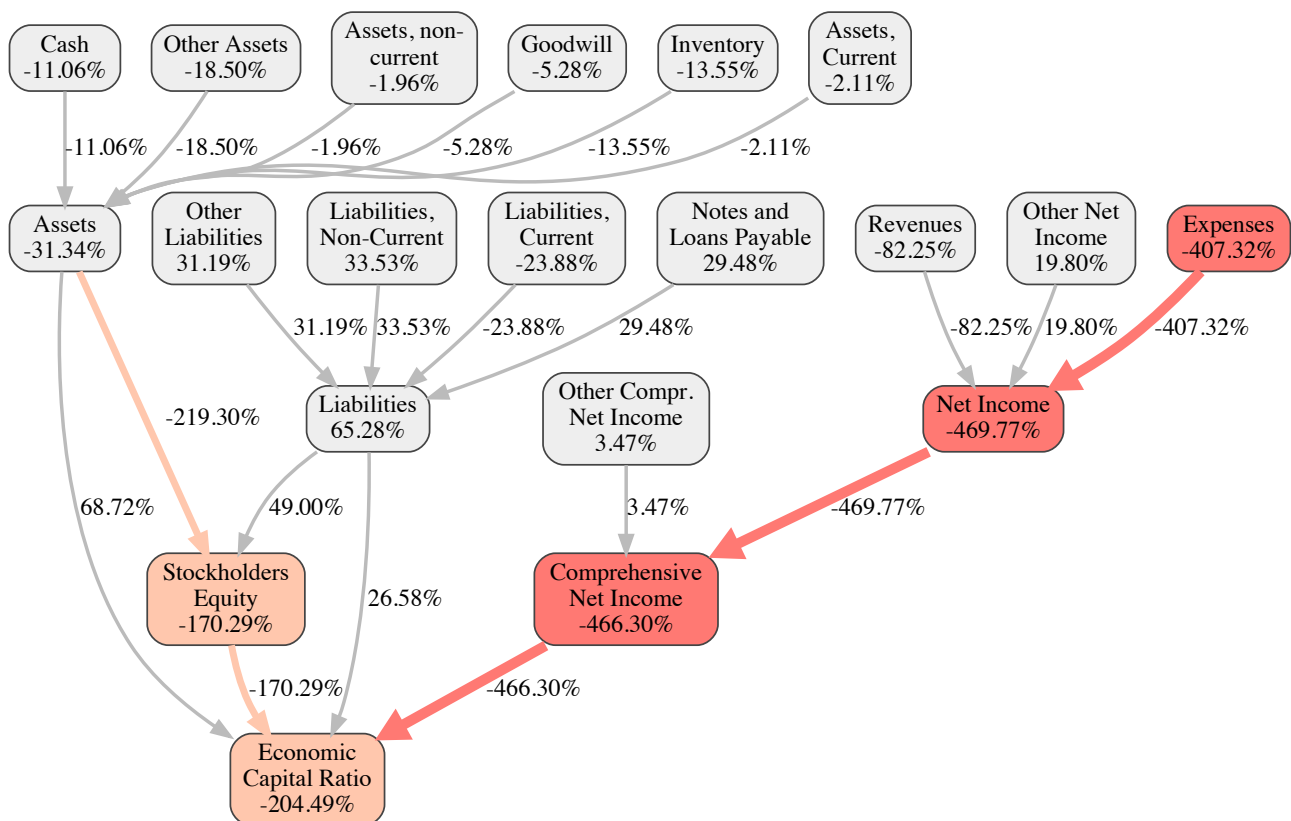 Cash
-11.06%
Other Assets
-18.50%
Assets, non-
current
-1.96%
Goodwill
-5.28%
Inventory
-13.55%
Assets,
Current
-2.11%
-11.06%
-18.50%
-1.96%
-5.28%
-13.55%
-2.11%
Assets
-31.34%
Other
Liabilities
31.19%
Liabilities,
Non-Current
33.53%
Liabilities,
Current
-23.88%
Notes and
Loans Payable
29.48%
Revenues
-82.25%
Other Net
Income
19.80%
Expenses
-407.32%
31.19%
33.53%
-23.88%
29.48%
-82.25%
19.80%
-407.32%
-219.30%
Liabilities
65.28%
Other Compr.
Net Income
3.47%
Net Income
-469.77%
68.72%
49.00%
3.47%
-469.77%
Stockholders
Equity
-170.29%
26.58%
Comprehensive
Net Income
-466.30%
-170.29%
-466.30%
Economic
Capital Ratio
-204.49%